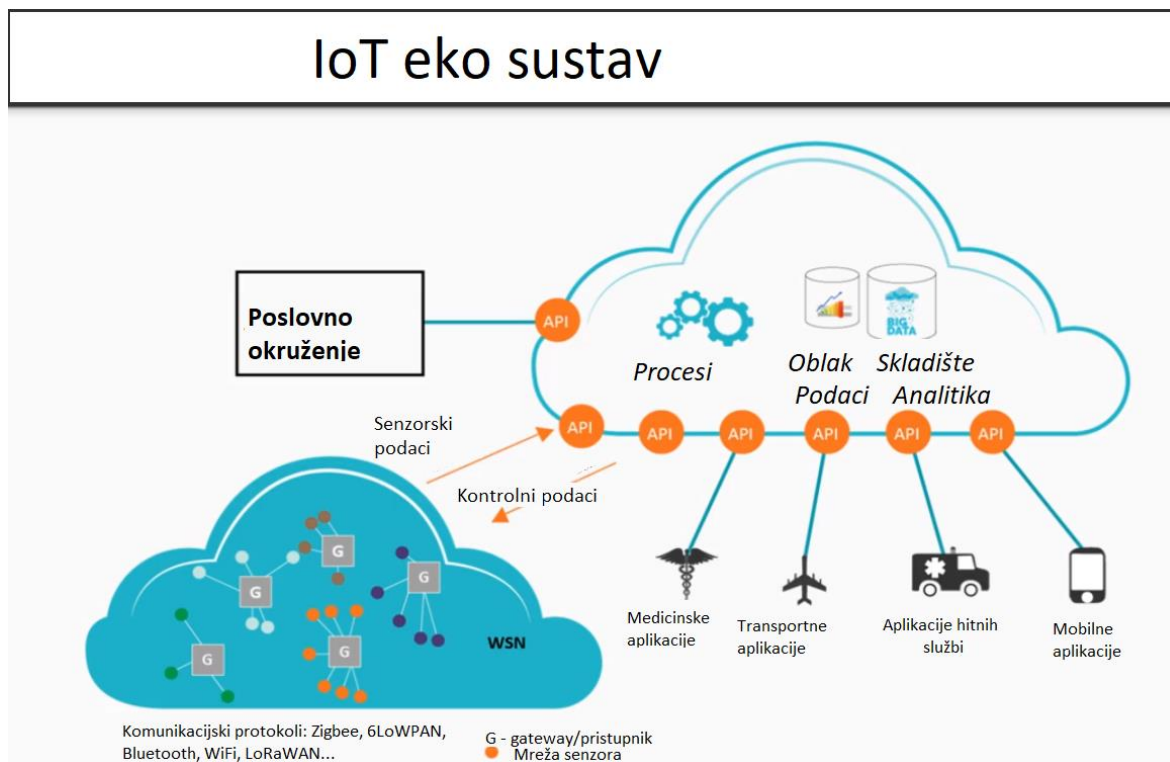 IoT eko sustav
Poslovno
okruženje
API
BIG
DATA
Procesi
Oblak Skladište
Podaci Analitika
API
API
API
API
API
API
Senzorski
podaci
Kontrolni podaci
G
G
G
G
G
WSN
Medicinske
aplikacije
Transportne
aplikacije
Aplikacije hitnih
službi
Mobilne
aplikacije
Komunikacijski protokoli: Zigbee, 6LoWPAN,
Bluetooth, WiFi, LoRaWAN...
G - gateway/pristupnik
Mreža senzora